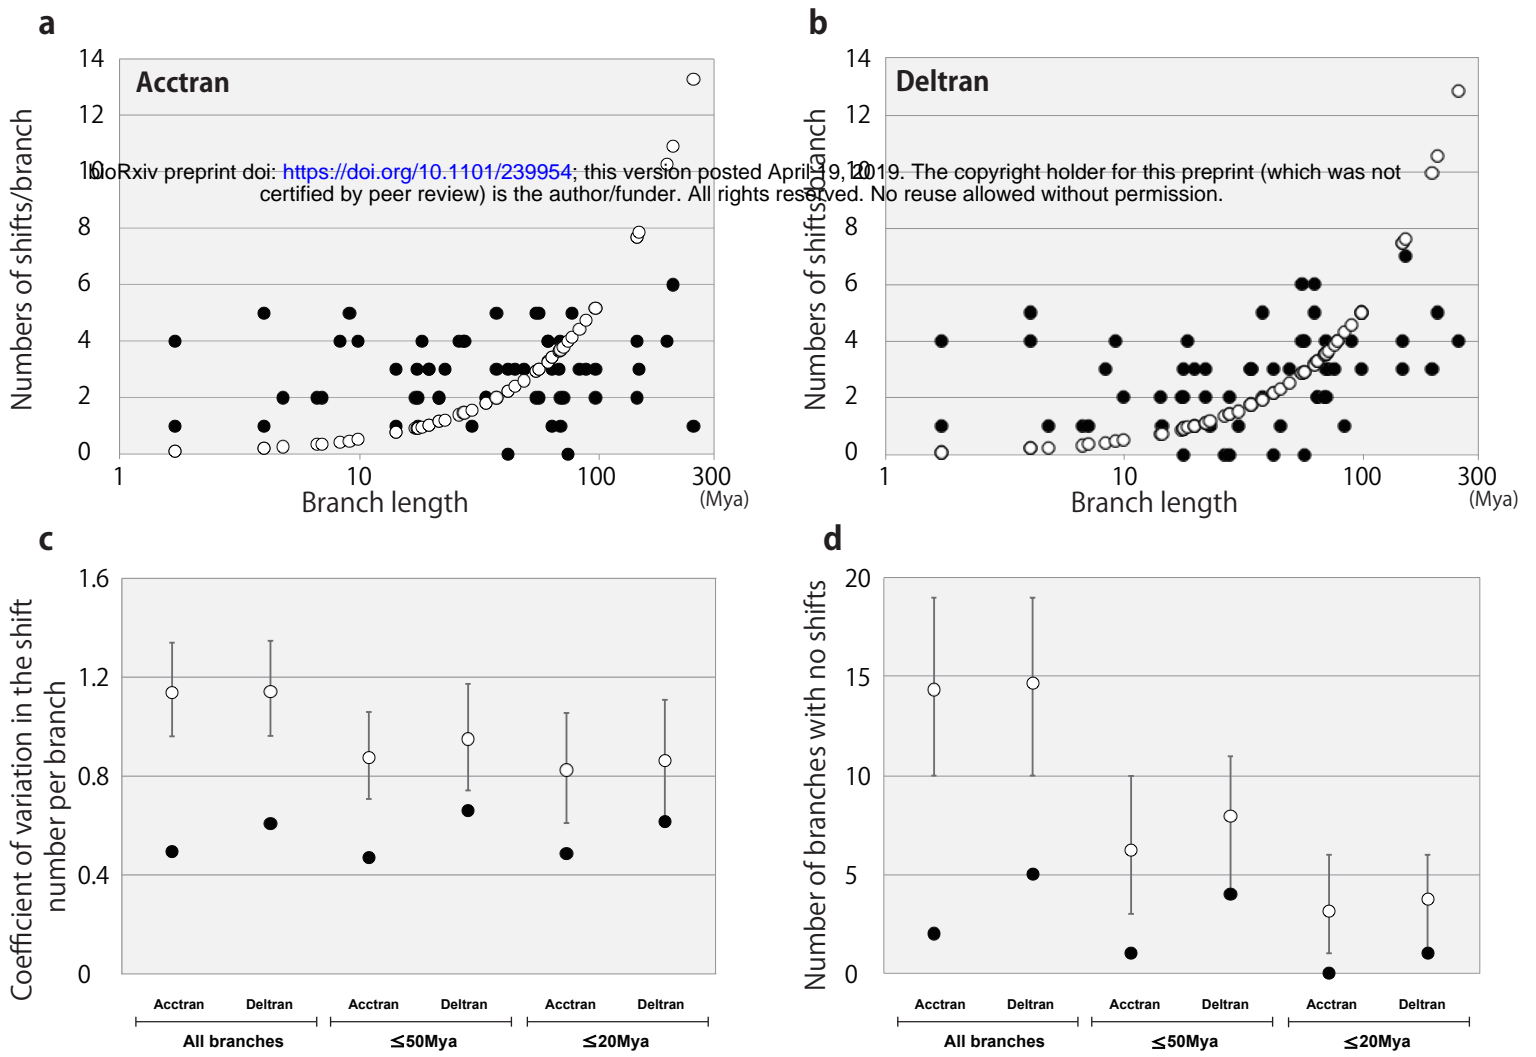 a
b
14
12
10
8
6
4
2
0
Acctran
Numbers of shifts/branch
1
10
100
300
Branch length
(Mya)
14
12
10
8
6
4
2
0
Deltran
Numbers of shifts/branch
1
10
100
300
Branch length
(Mya)
bioRxiv preprint doi: https://doi.org/10.1101/239954; this version posted April 19, 2019. The copyright holder for this preprint (which was not
certified by peer review) is the author/funder. All rights reserved. No reuse allowed without permission.
c
d
Coefficient of variation in the shift
number per branch
1.6
1.2
0.8
0.4
0
Acctran
Deltran
Acctran
Deltran
Acctran
Deltran
All branches
≤50Mya
≤20Mya
Number of branches with no shifts
20
15
10
5
0
Acctran
Deltran
Acctran
Deltran
Acctran
Deltran
All branches
≤50Mya
≤20Mya